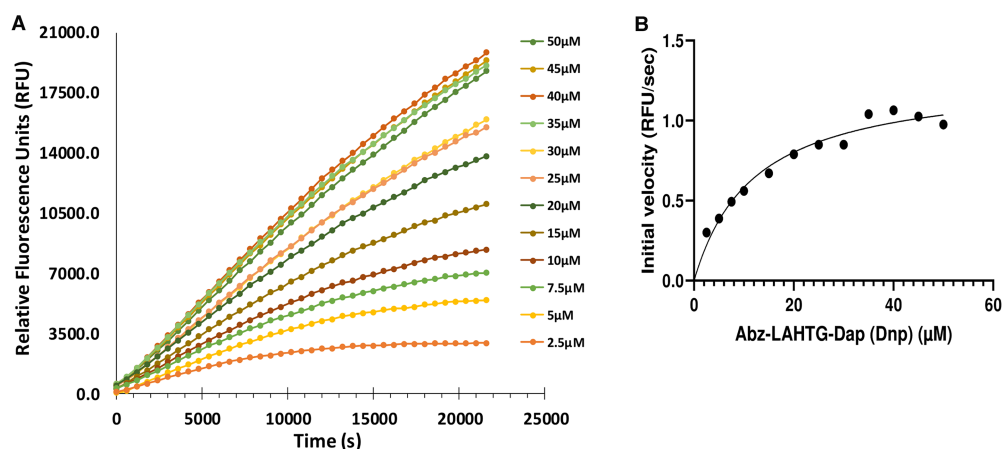 A
Relative Fluorescence Units (RFU)
21000.0
17500.0
14000.0
10500.0
7000.0
3500.0
0.0
0
5000
10000
15000
20000
25000
Time (s)
50µM
45µM
40µM
35µM
30µM
25µM
20µM
15µM
10µM
7.5µM
5µM
2.5µM
B
Initial velocity (RFU/sec)
1.5
1.0
0.5
0.0
0
20
40
60
Abz-LAHTG-Dap (Dnp) (µM)